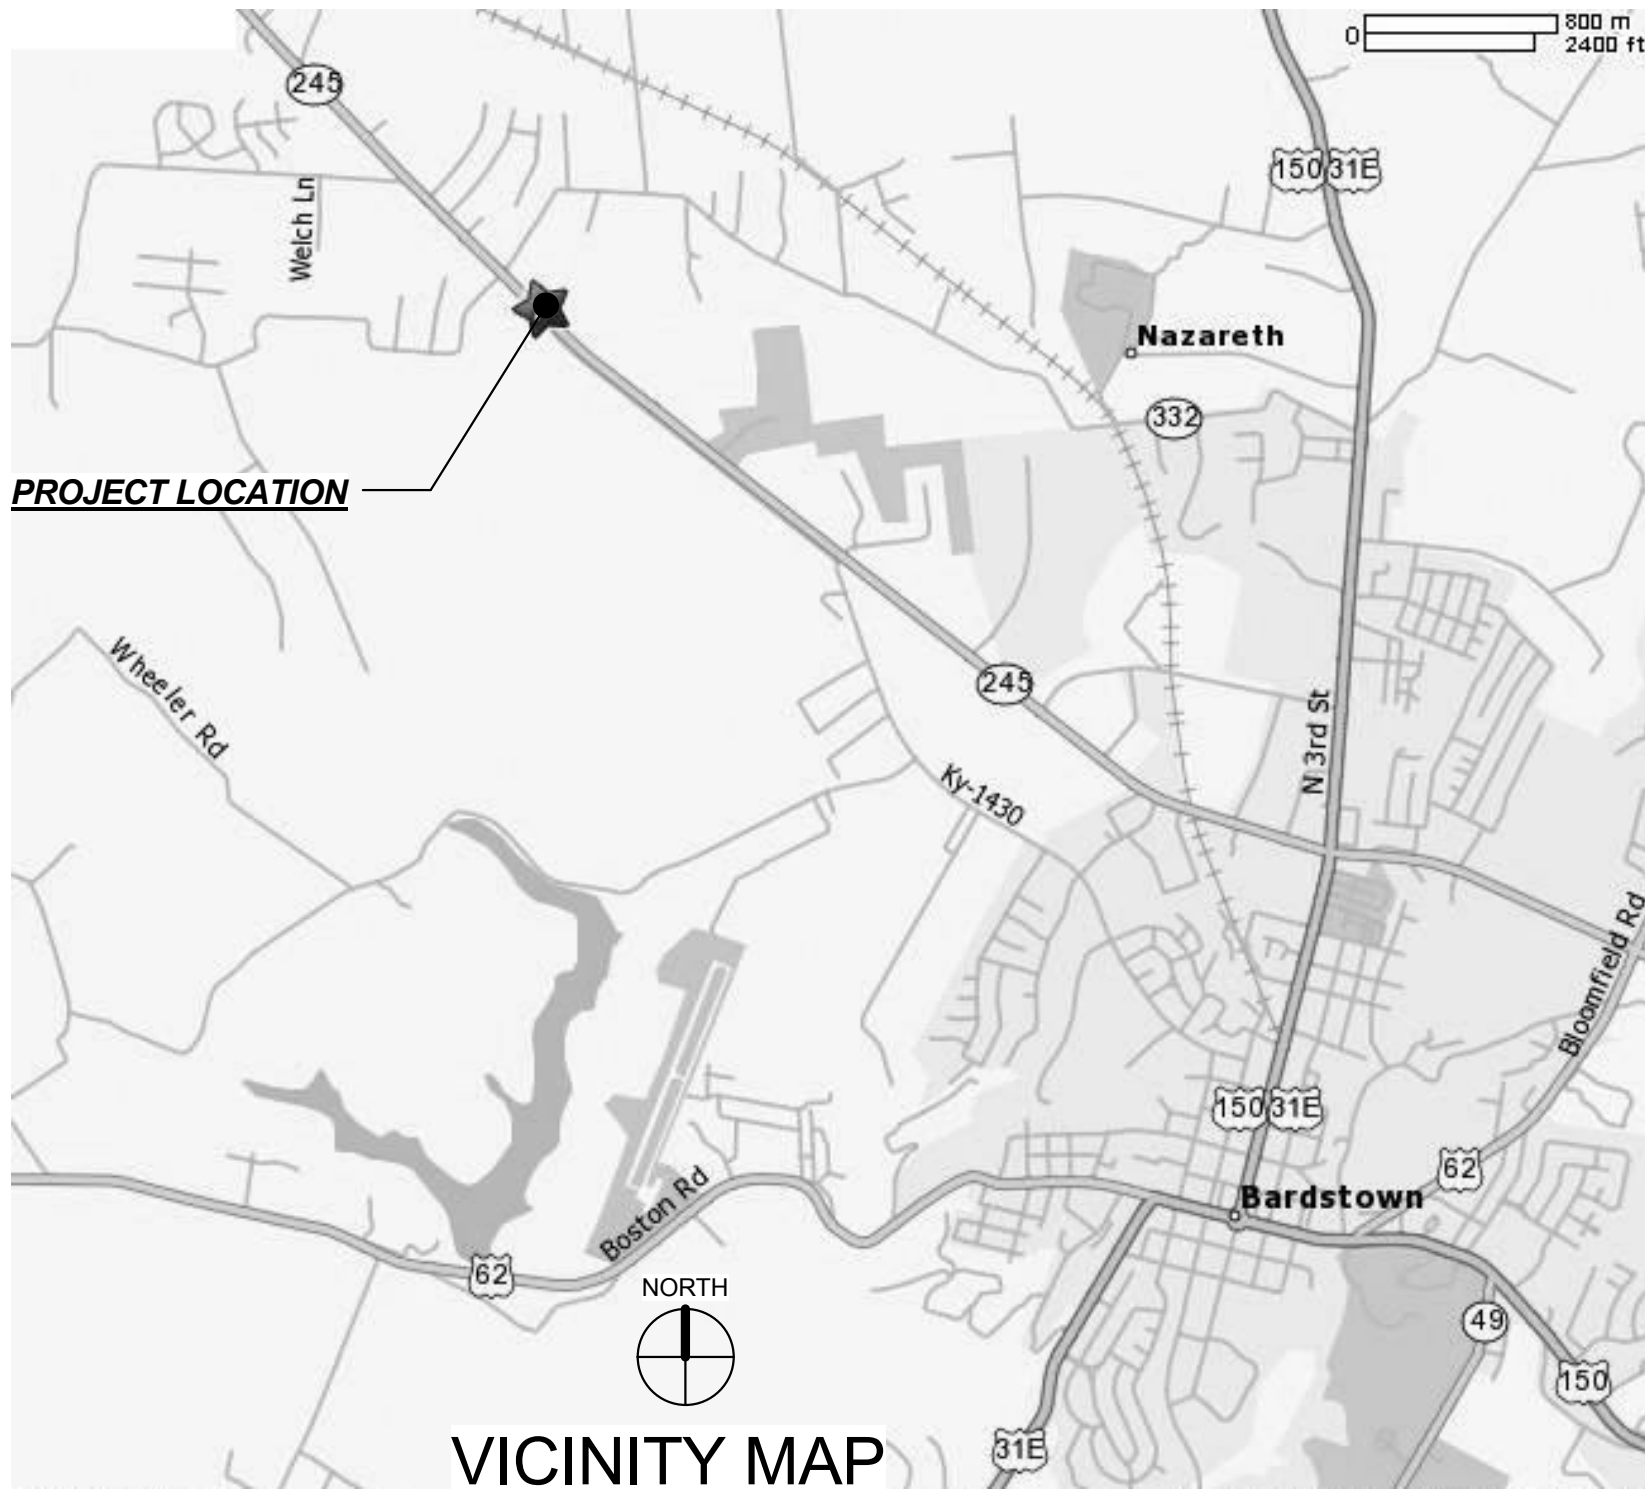 0
800 m
2400 ft
245
150
31E
Welch Ln
Nazareth
332
PROJECT LOCATION
Wheeler Rd
245
N 3rd St
Ky-1430
Bloomfield Rd
150
31E
62
Boston Rd
Bardstown
62
NORTH
49
150
31E
VICINITY MAP